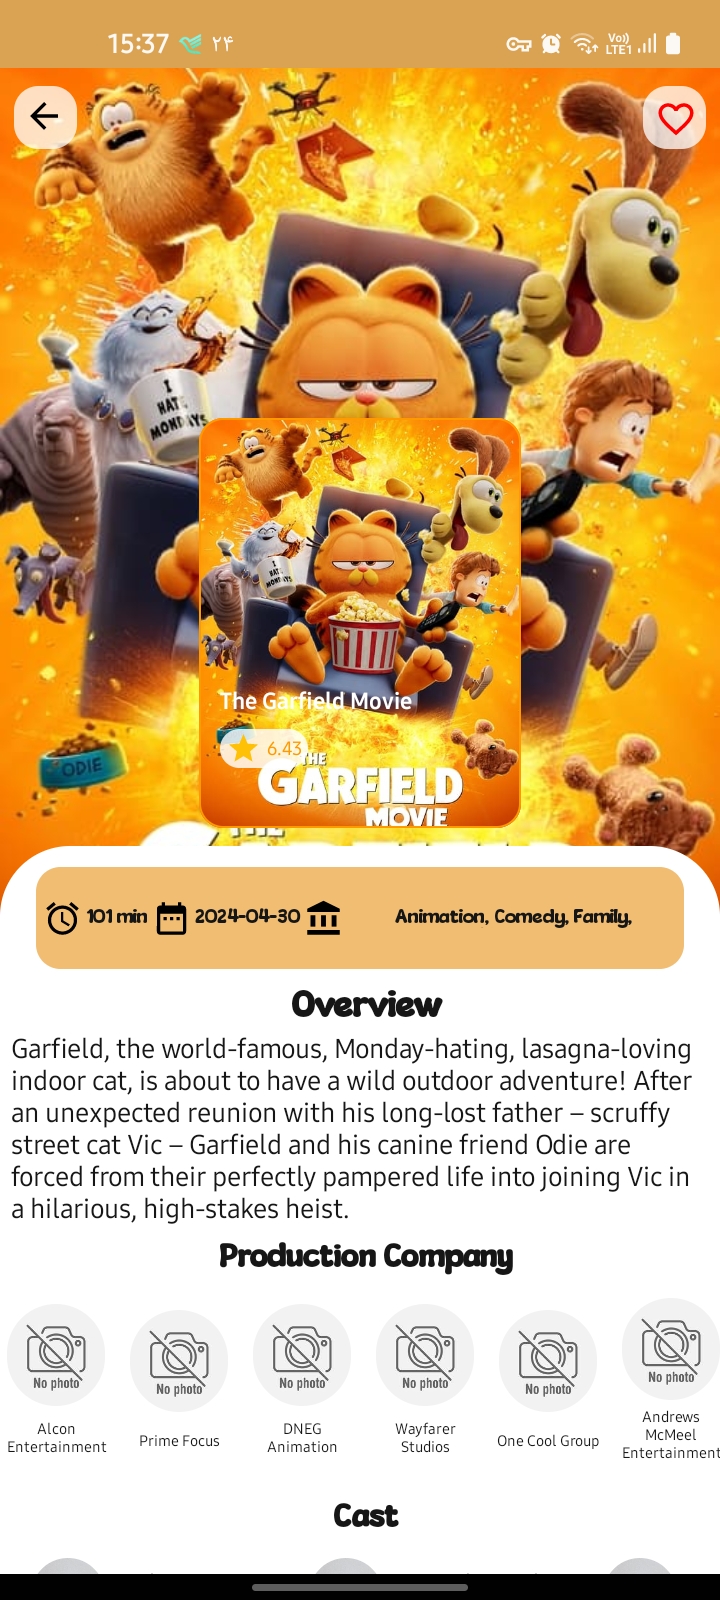 15:37 ۲۴ Vo)) LTE1
I HATE MONDAYS
I HATE MONDAYS
The Garfield Movie
6.43
THE
GARFIELD
MOVIE
ODIE
THE
101 min 2024-04-30 Animation, Comedy, Family,
Overview
Garfield, the world-famous, Monday-hating, lasagna-loving
indoor cat, is about to have a wild outdoor adventure! After
an unexpected reunion with his long-lost father – scruffy
street cat Vic – Garfield and his canine friend Odie are
forced from their perfectly pampered life into joining Vic in
a hilarious, high-stakes heist.
Production Company
No photo No photo No photo No photo No photo No photo
Alcon
Entertainment
Prime Focus
DNEG
Animation
Wayfarer
Studios
One Cool Group
Andrews
McMeel
Entertainment
Cast